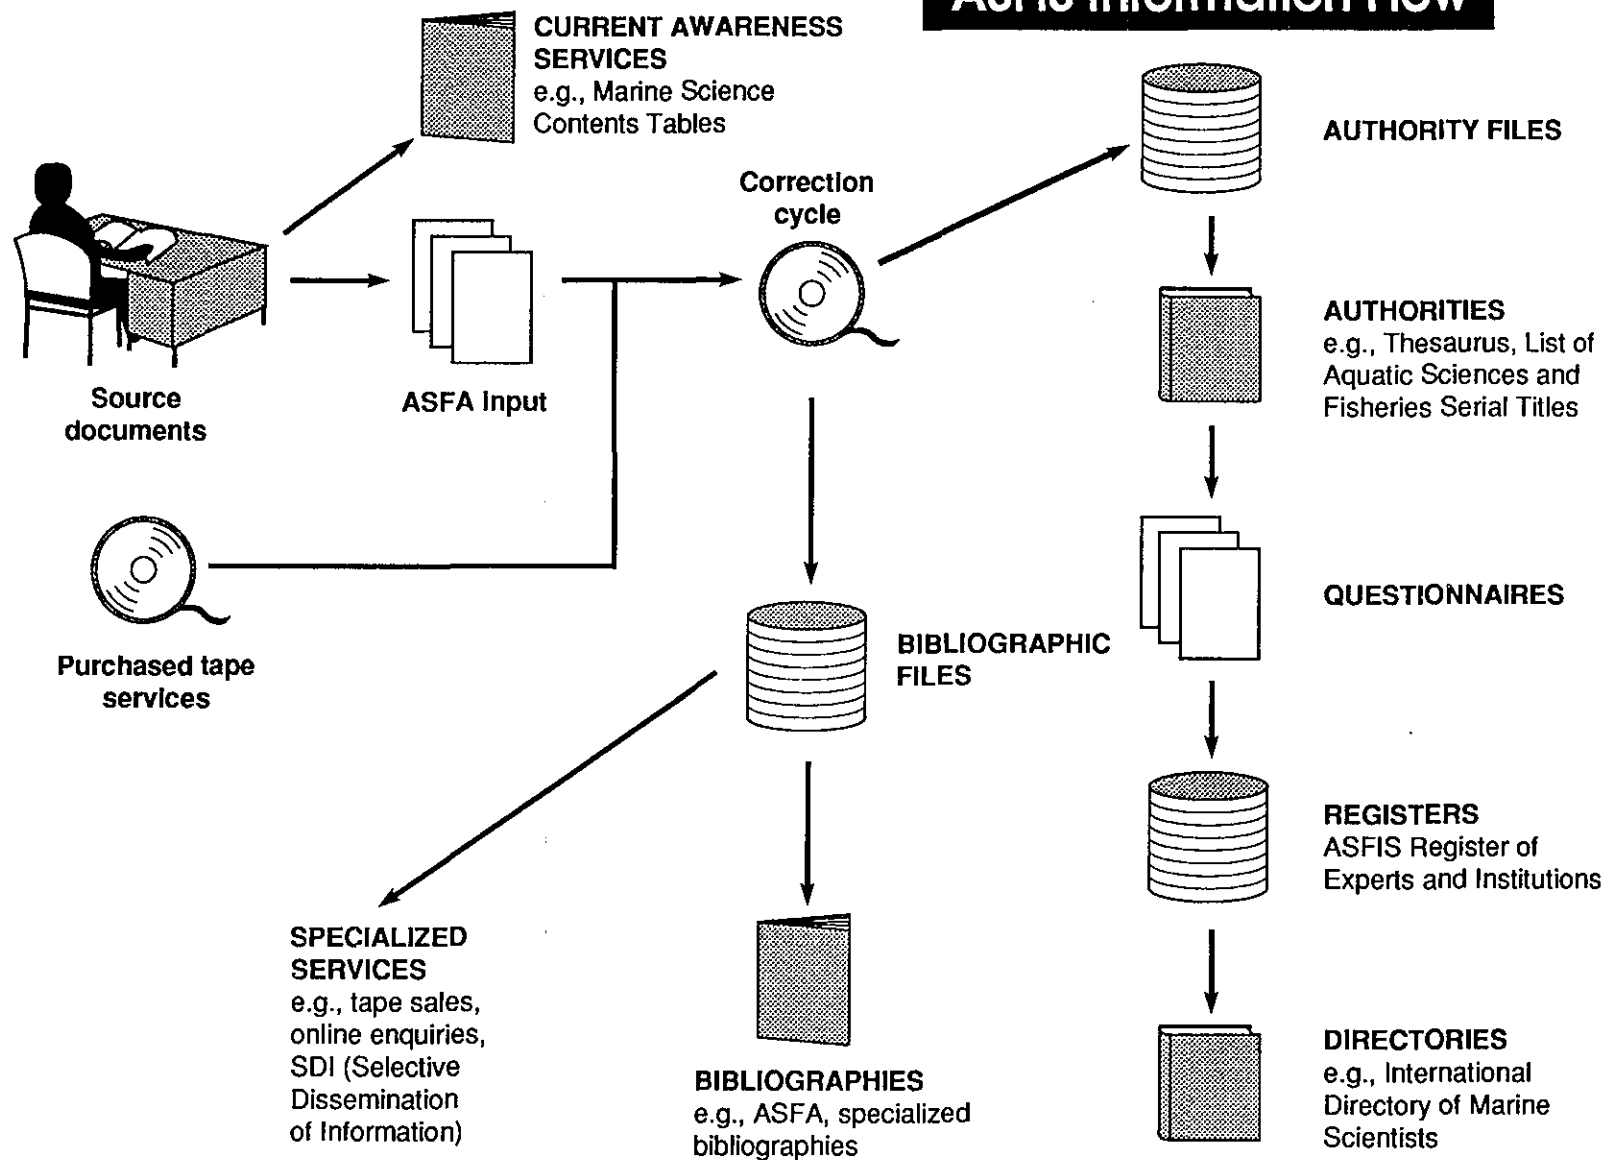 ASFIS Information Flow
CURRENT AWARENESS
SERVICES
e.g., Marine Science
Contents Tables
Source
documents
ASFA input
Correction
cycle
Purchased tape
services
AUTHORITY FILES
AUTHORITIES
e.g., Thesaurus, List of
Aquatic Sciences and
Fisheries Serial Titles
QUESTIONNAIRES
BIBLIOGRAPHIC
FILES
REGISTERS
ASFIS Register of
Experts and Institutions
SPECIALIZED
SERVICES
e.g., tape sales,
online enquiries,
SDI (Selective
Dissemination
of Information)
BIBLIOGRAPHIES
e.g., ASFA, specialized
bibliographies
DIRECTORIES
e.g., International
Directory of Marine
Scientists